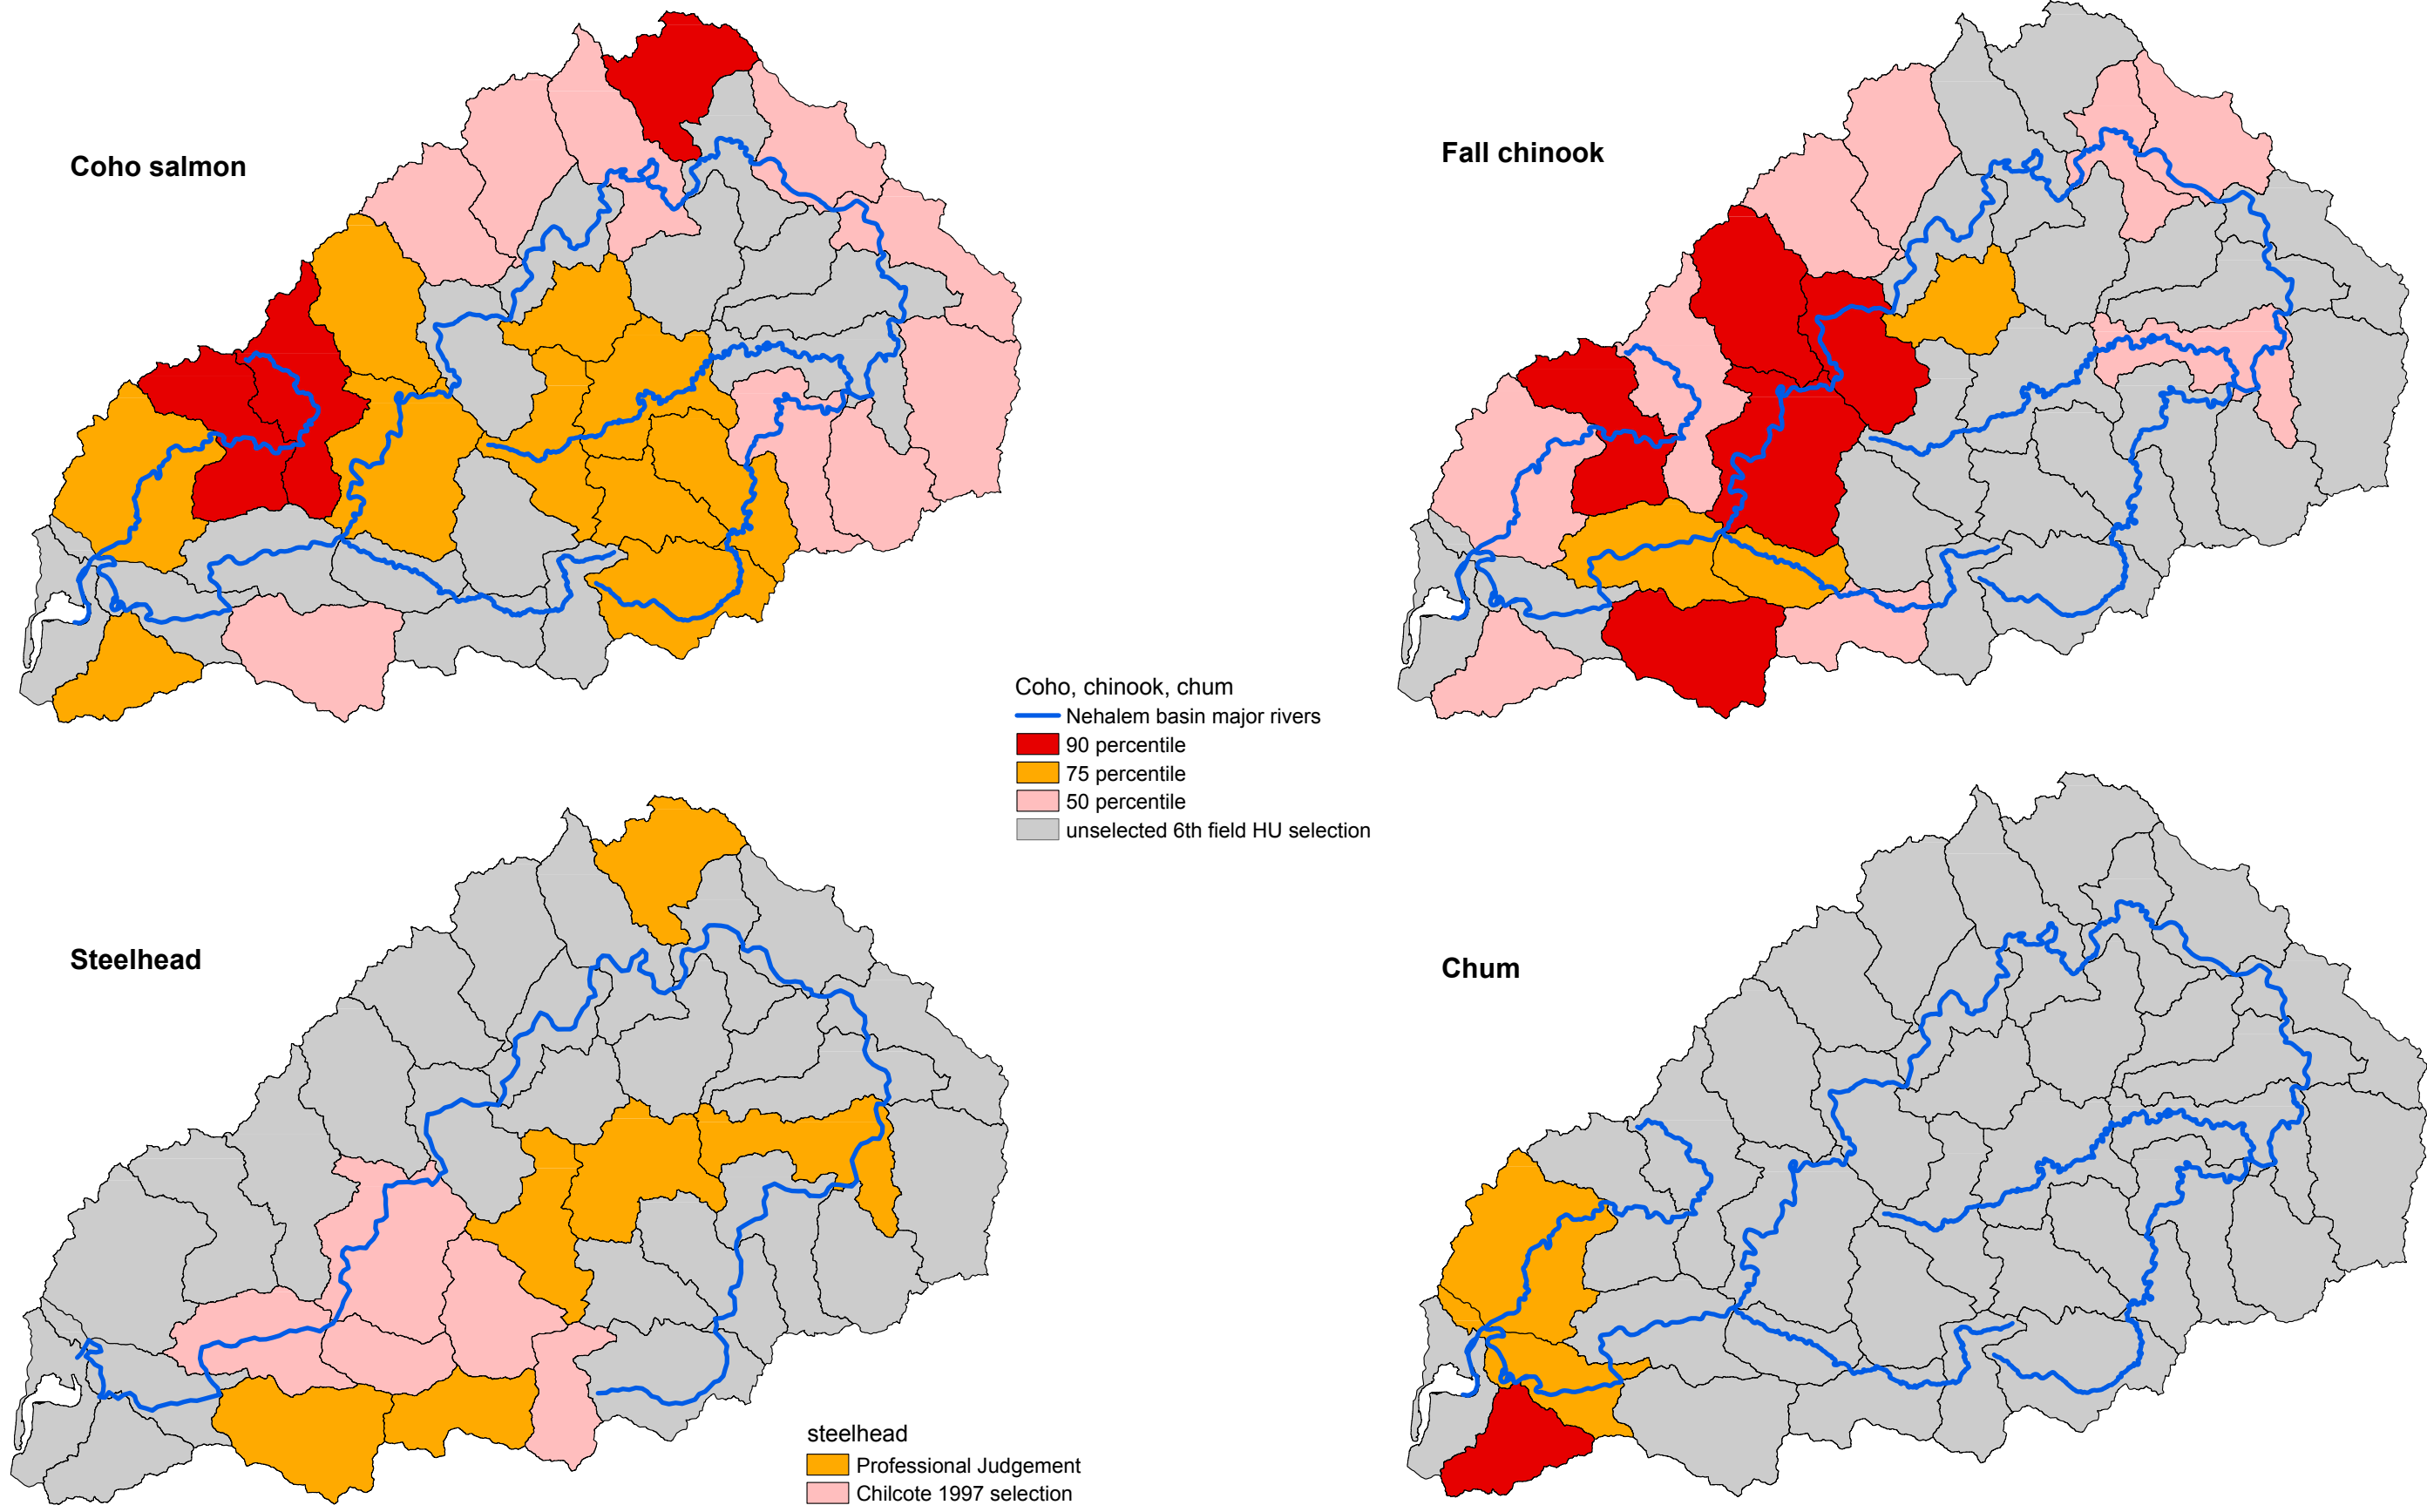 Coho salmon
Fall chinook
Coho, chinook, chum
Nehalem basin major rivers
90 percentile
75 percentile
50 percentile
unselected 6th field HU selection
Steelhead
Chum
steelhead
Professional Judgement
Chilcote 1997 selection